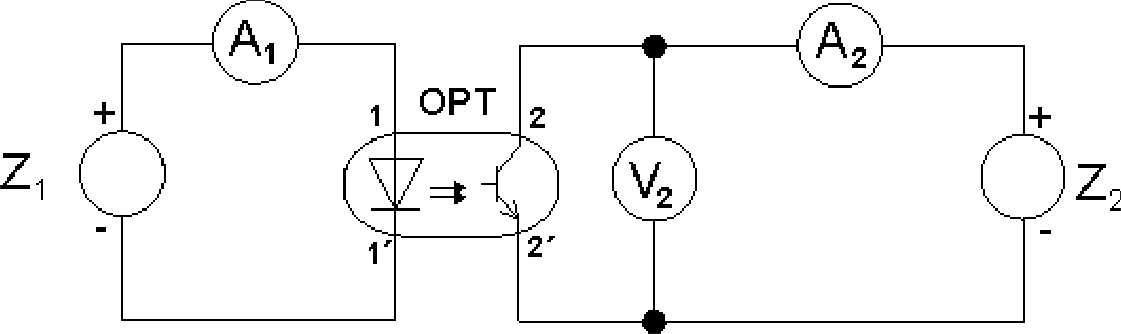 A1
A2
OPT
1
2
+
+
Z1
V2
Z2
-
-
1′
2′